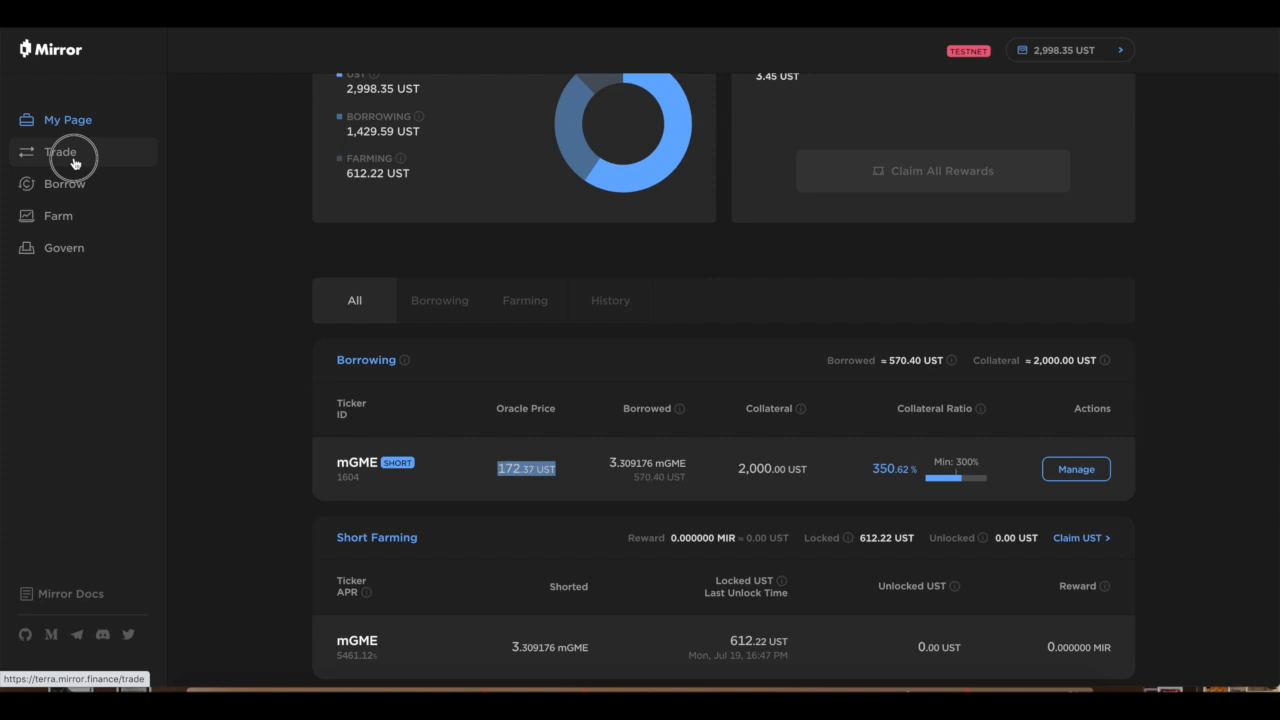 Mirror
TESTNET
2,998.35 UST
My Page
Trade
Borrow
Farm
Govern
Mirror Docs
https://terra.mirror.finance/trade
UST
2,998.35 UST
BORROWING
1,429.59 UST
FARMING
612.22 UST
3.45 UST
Claim All Rewards
All Borrowing Farming History
Borrowing Borrowed ≈ 570.40 UST Collateral ≈ 2,000.00 UST
Ticker
ID
Oracle Price Borrowed Collateral Collateral Ratio Actions
mGME SHORT
1604
172.37 UST
3.309176 mGME
570.40 UST
2,000.00 UST
350.62 %
Min: 300%
Manage
Short Farming Reward 0.000000 MIR ≈ 0.00 UST Locked 612.22 UST Unlocked 0.00 UST Claim UST >
Ticker
APR
Shorted
Locked UST
Last Unlock Time
Unlocked UST Reward
mGME
5461.12%
3.309176 mGME
612.22 UST
Mon, Jul 19, 16:47 PM
0.00 UST
0.000000 MIR